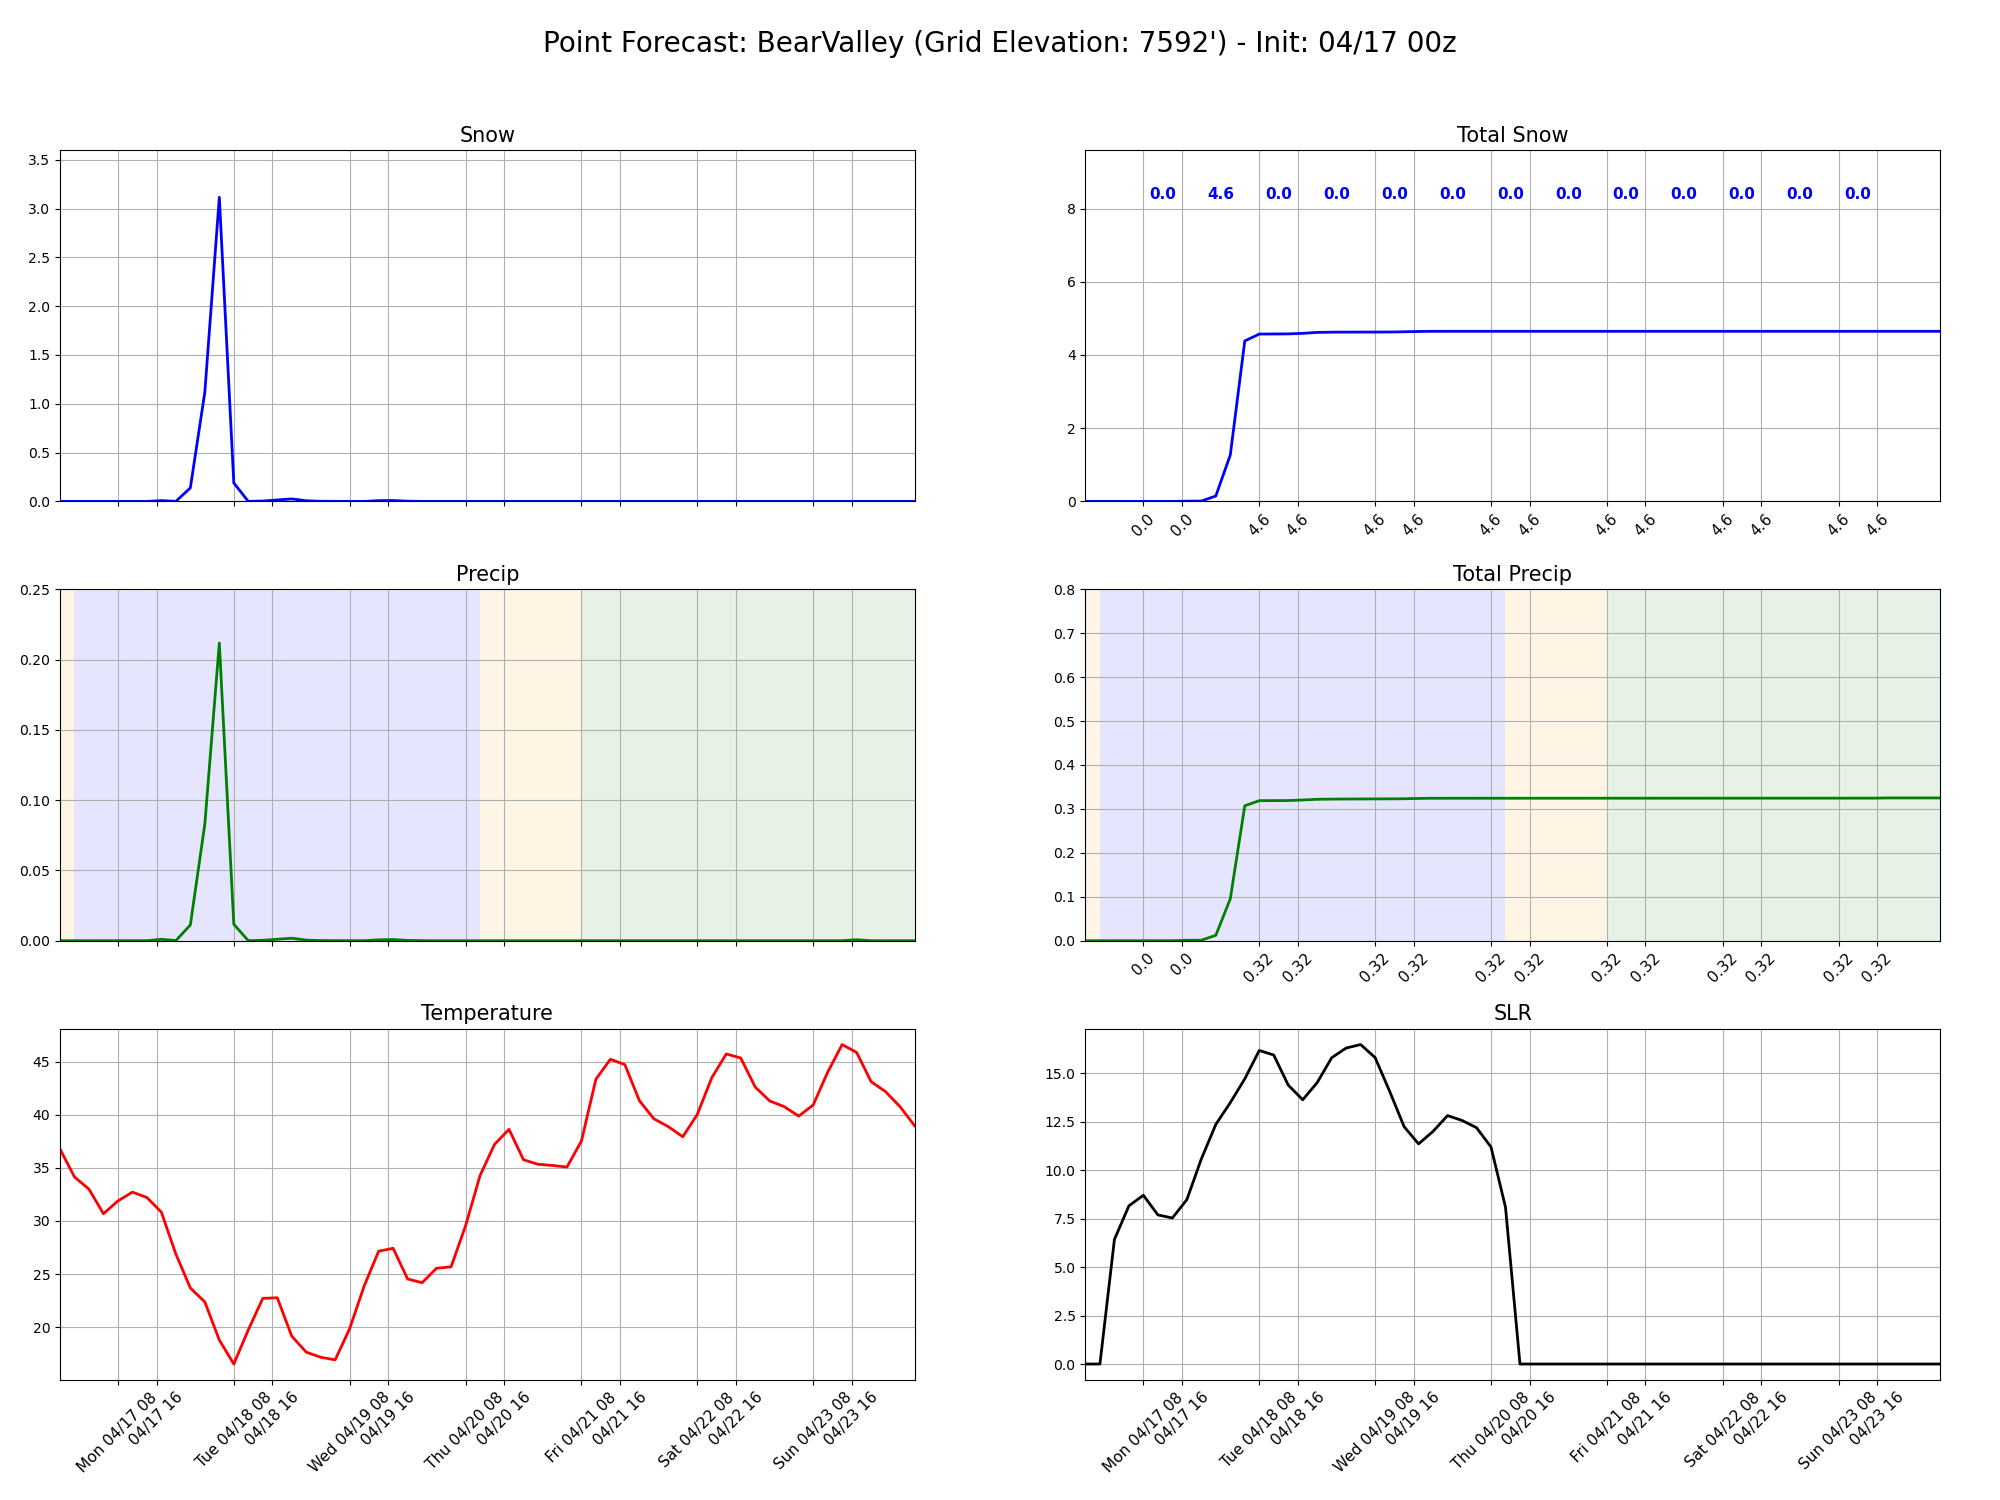 Point Forecast: BearValley (Grid Elevation: 7592') - Init: 04/17 00z
Snow
3.5
3.0
2.5
2.0
1.5
1.0
0.5
0.0
Total Snow
0.0 4.6 0.0 0.0 0.0 0.0 0.0 0.0 0.0 0.0 0.0 0.0 0.0
8
6
4
2
0
0.0 0.0 4.6 4.6 4.6 4.6 4.6 4.6 4.6 4.6 4.6 4.6 4.6 4.6
Precip
0.25
0.20
0.15
0.10
0.05
0.00
Total Precip
0.8
0.7
0.6
0.5
0.4
0.3
0.2
0.1
0.0
0.0 0.0 0.32 0.32 0.32 0.32 0.32 0.32 0.32 0.32 0.32 0.32 0.32 0.32
Temperature
45
40
35
30
25
20
Mon 04/17 08
04/17 16
Tue 04/18 08
04/18 16
Wed 04/19 08
04/19 16
Thu 04/20 08
04/20 16
Fri 04/21 08
04/21 16
Sat 04/22 08
04/22 16
Sun 04/23 08
04/23 16
SLR
15.0
12.5
10.0
7.5
5.0
2.5
0.0
Mon 04/17 08
04/17 16
Tue 04/18 08
04/18 16
Wed 04/19 08
04/19 16
Thu 04/20 08
04/20 16
Fri 04/21 08
04/21 16
Sat 04/22 08
04/22 16
Sun 04/23 08
04/23 16